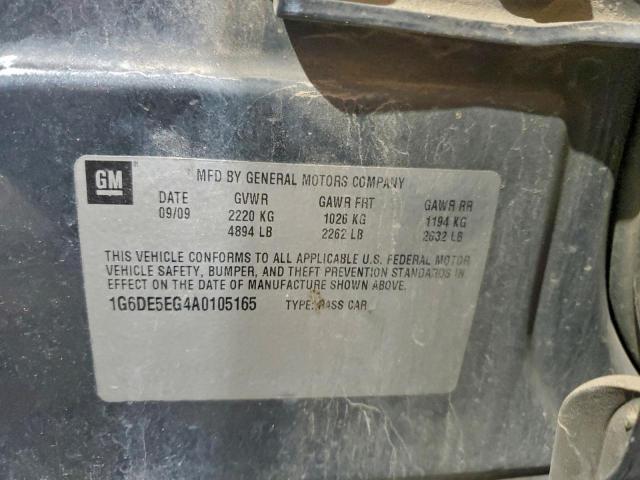 GM
MFD BY GENERAL MOTORS COMPANY
DATE GVWR GAWR FRT GAWR RR
09/09 2220 KG 1026 KG 1194 KG
4894 LB 2262 LB 2632 LB
THIS VEHICLE CONFORMS TO ALL APPLICABLE U.S. FEDERAL MOTOR
VEHICLE SAFETY, BUMPER, AND THEFT PREVENTION STANDARDS IN
EFFECT ON THE DATE OF MANUFACTURE SHOWN ABOVE.
1G6DE5EG4A0105165 TYPE: PASS CAR